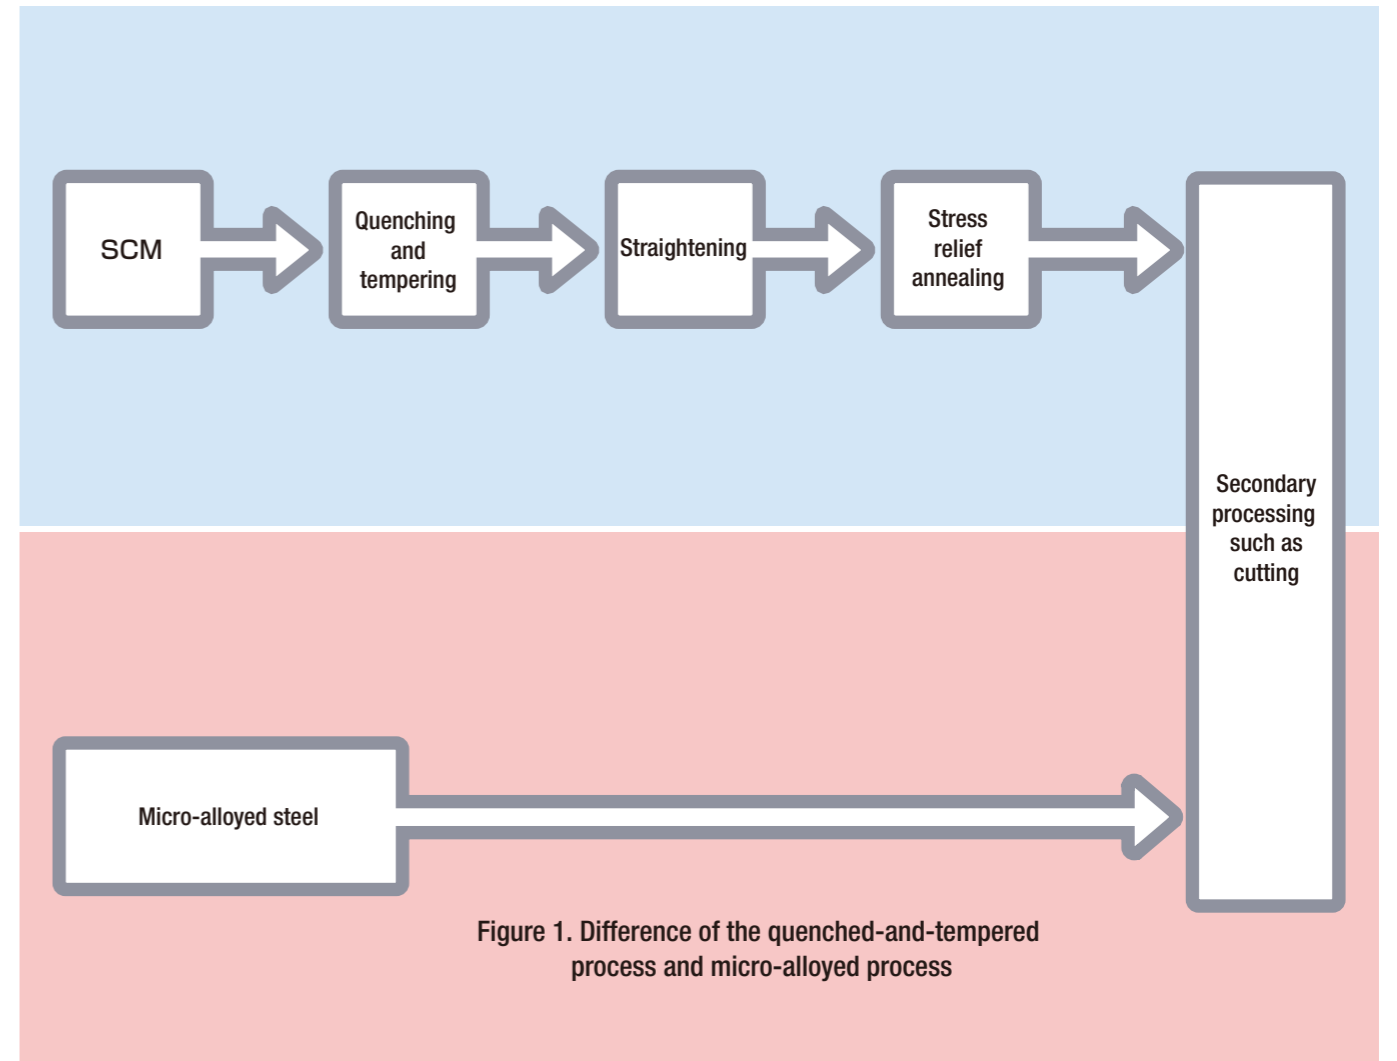 SCM
Quenching
and
tempering
Straightening
Stress
relief
annealing
Secondary
processing
such as
cutting
Micro-alloyed steel
Figure 1. Difference of the quenched-and-tempered
process and micro-alloyed process